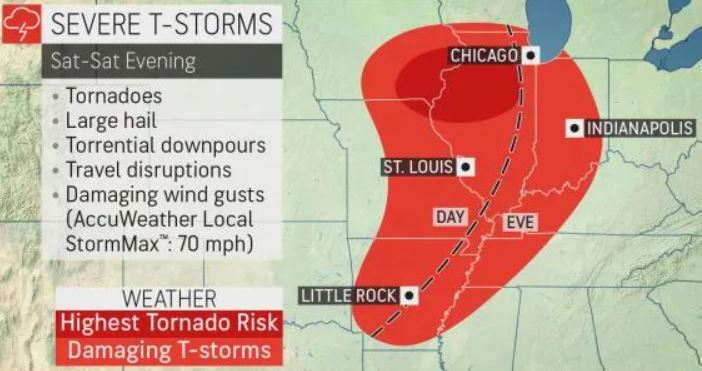 SEVERE T-STORMS
Sat-Sat Evening
• Tornadoes
• Large hail
• Torrential downpours
• Travel disruptions
• Damaging wind gusts
(AccuWeather Local
StormMax™: 70 mph)
WEATHER
Highest Tornado Risk
Damaging T-storms
CHICAGO
INDIANAPOLIS
ST. LOUIS
DAY
EVE
LITTLE ROCK